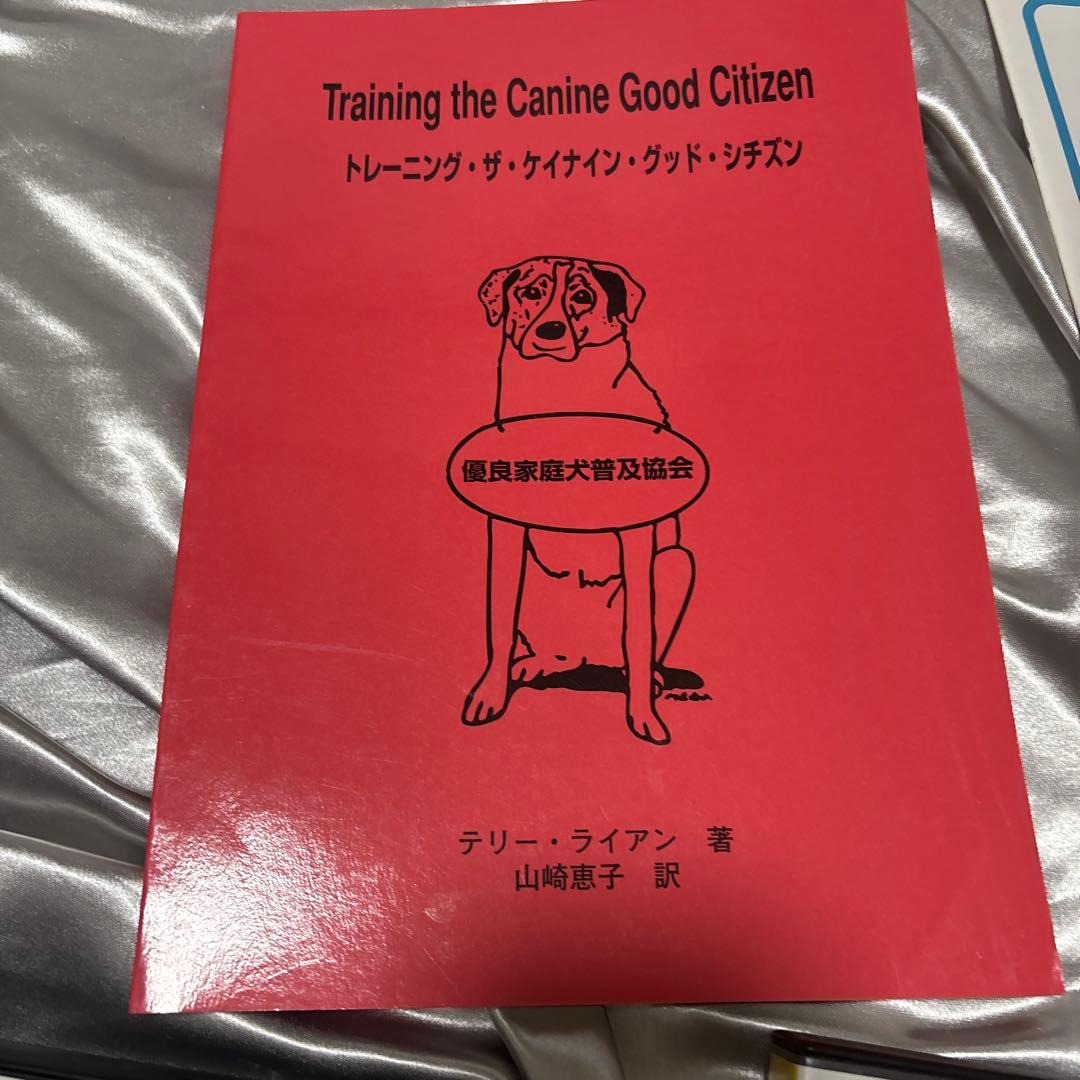 Training the Canine Good Citizen
トレーニング・ザ・ケイナイン・グッド・シチズン
優良家庭犬普及協会
テリー・ライアン 著
山崎恵子 訳